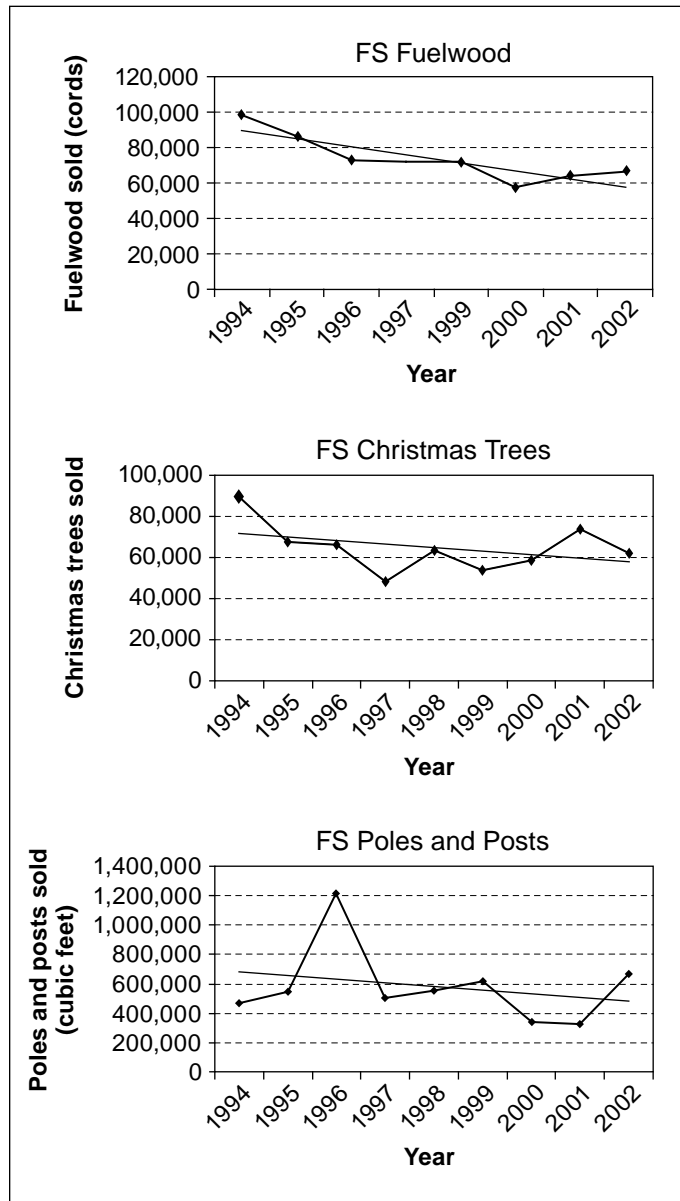 FS Fuelwood
Fuelwood sold (cords)
120,000
100,000
80,000
60,000
40,000
20,000
0
1994 1995 1996 1997 1999 2000 2001 2002
Year
FS Christmas Trees
Christmas trees sold
100,000
80,000
60,000
40,000
20,000
0
1994 1995 1996 1997 1998 1999 2000 2001 2002
Year
FS Poles and Posts
Poles and posts sold
(cubic feet)
1,400,000
1,200,000
1,000,000
800,000
600,000
400,000
200,000
0
1994 1995 1996 1997 1998 1999 2000 2001 2002
Year